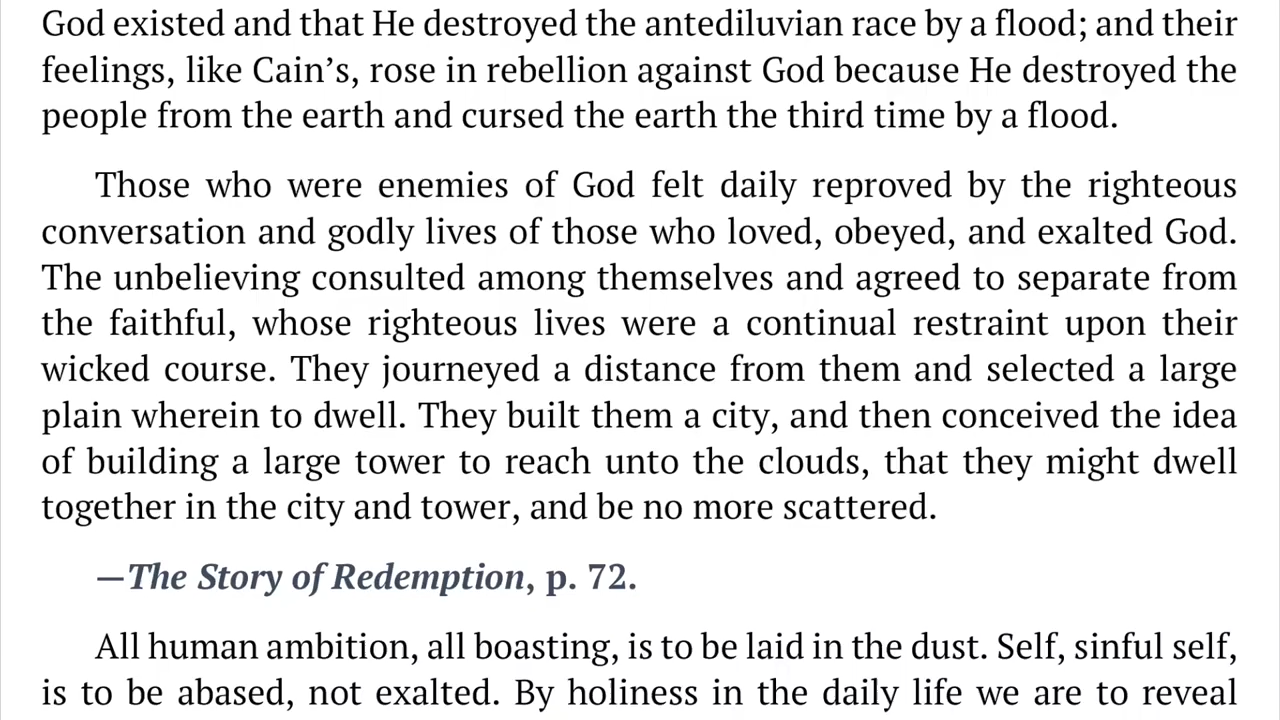 God existed and that He destroyed the antediluvian race by a flood; and their
feelings, like Cain’s, rose in rebellion against God because He destroyed the
people from the earth and cursed the earth the third time by a flood.
Those who were enemies of God felt daily reproved by the righteous
conversation and godly lives of those who loved, obeyed, and exalted God.
The unbelieving consulted among themselves and agreed to separate from
the faithful, whose righteous lives were a continual restraint upon their
wicked course. They journeyed a distance from them and selected a large
plain wherein to dwell. They built them a city, and then conceived the idea
of building a large tower to reach unto the clouds, that they might dwell
together in the city and tower, and be no more scattered.
—The Story of Redemption, p. 72.
All human ambition, all boasting, is to be laid in the dust. Self, sinful self,
is to be abased, not exalted. By holiness in the daily life we are to reveal